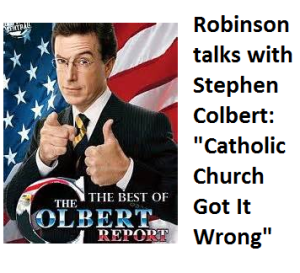 THE BEST OF
THE
COLBERT
REPORT
Robinson
talks with
Stephen
Colbert:
"Catholic
Church
Got It
Wrong"